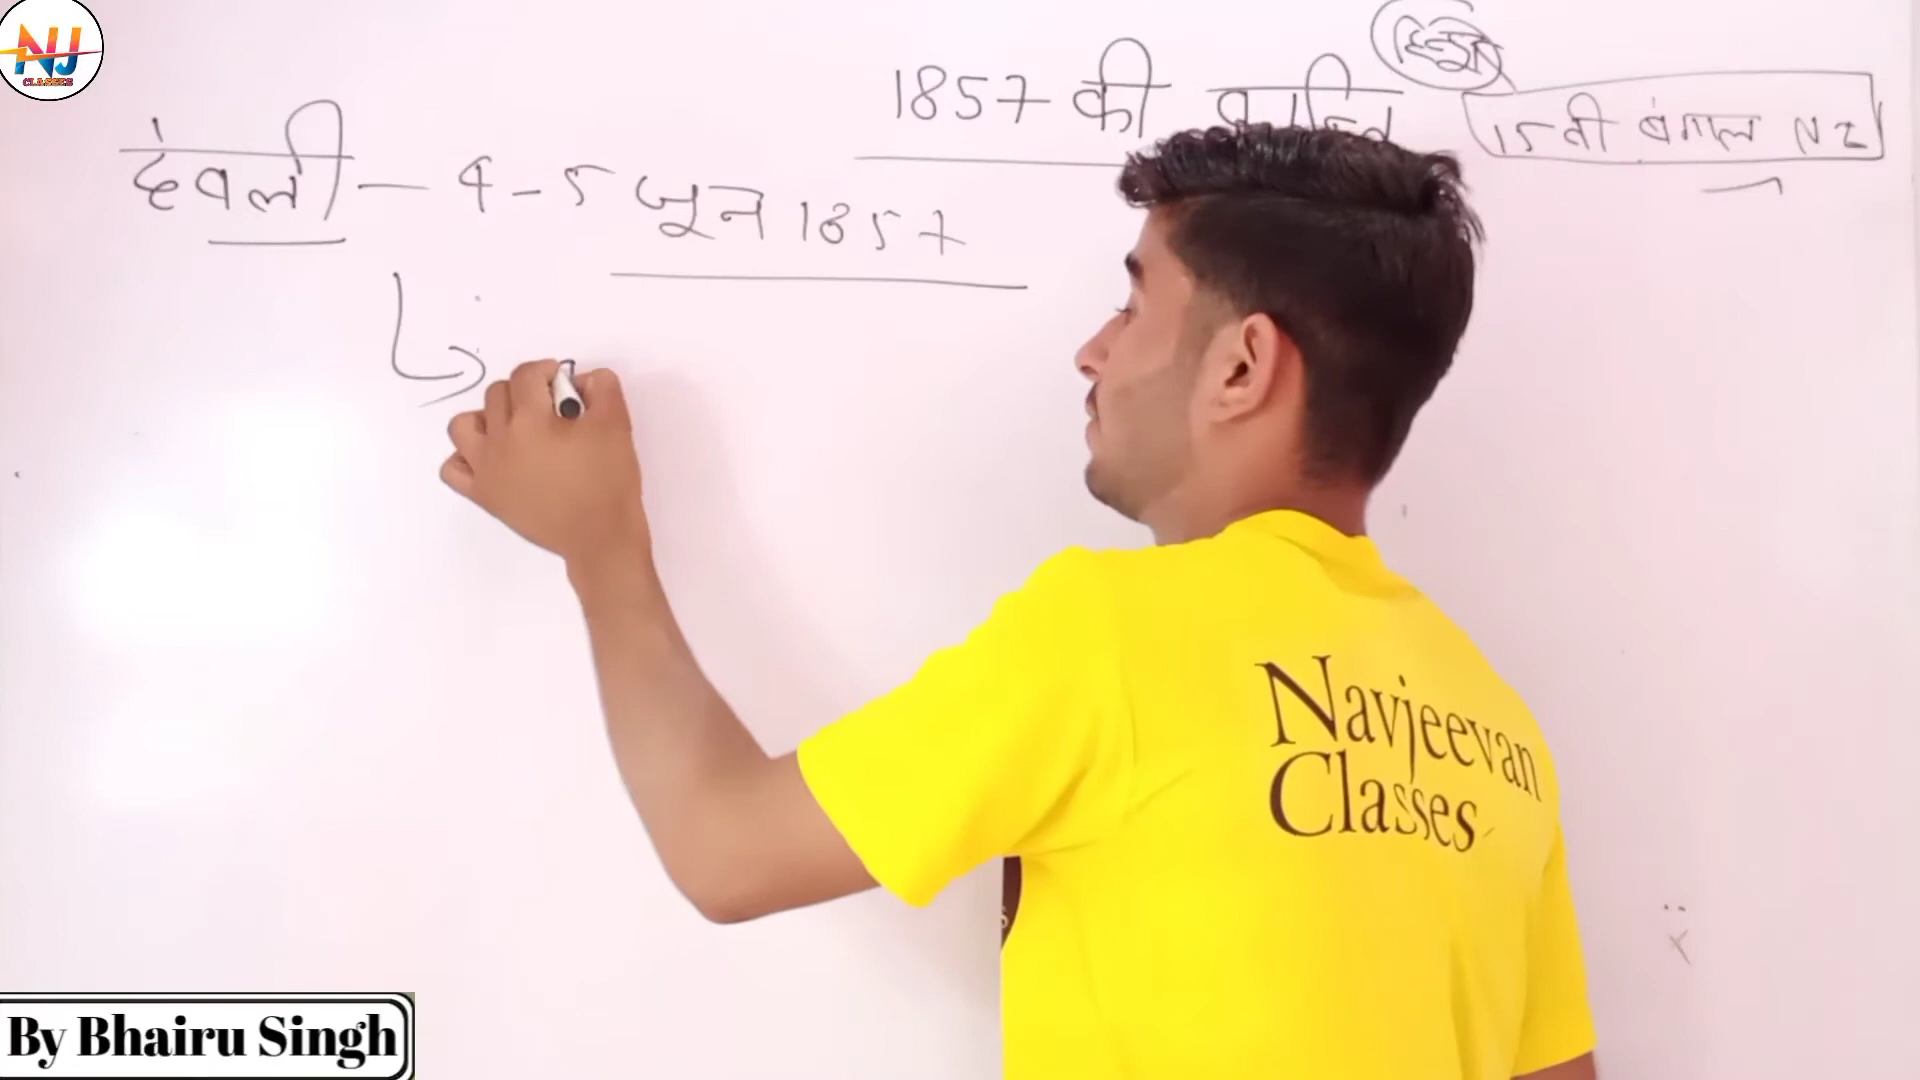 NJ
CLASSES
1857 की क्रान्ति
15वी बंगाल NI
देवली - 4-5 जून 1857
Navjeevan
Classes
By Bhairu Singh